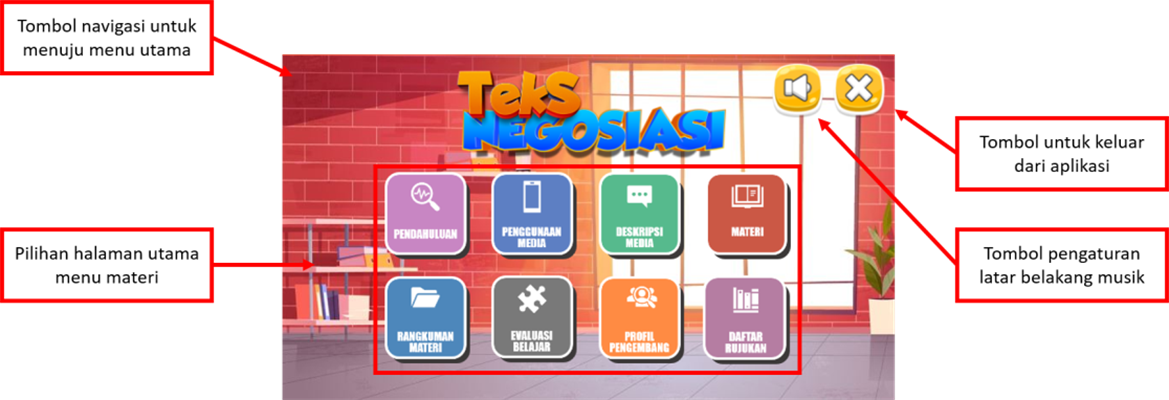 Tombol navigasi untuk
menuju menu utama
Teks
NEGOSIASI
Tombol untuk keluar
dari aplikasi
PENDAHULUAN
PENGGUNAAN
MEDIA
DESKRIPSI
MEDIA
MATERI
Pilihan halaman utama
menu materi
Tombol pengaturan
latar belakang musik
RANGKUMAN
MATERI
EVALUASI
BELAJAR
PROFIL
PENGEMBANG
DAFTAR
RUJUKAN